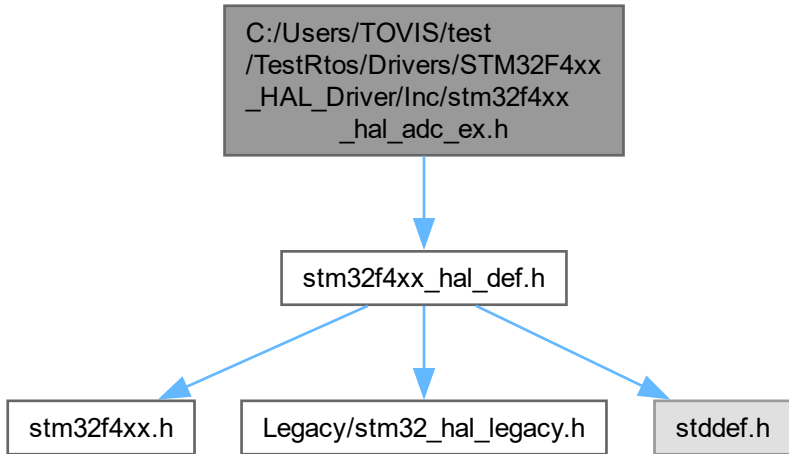 C:/Users/TOVIS/test
/TestRtos/Drivers/STM32F4xx
_HAL_Driver/Inc/stm32f4xx
_hal_adc_ex.h
stm32f4xx_hal_def.h
stm32f4xx.h
Legacy/stm32_hal_legacy.h
stddef.h